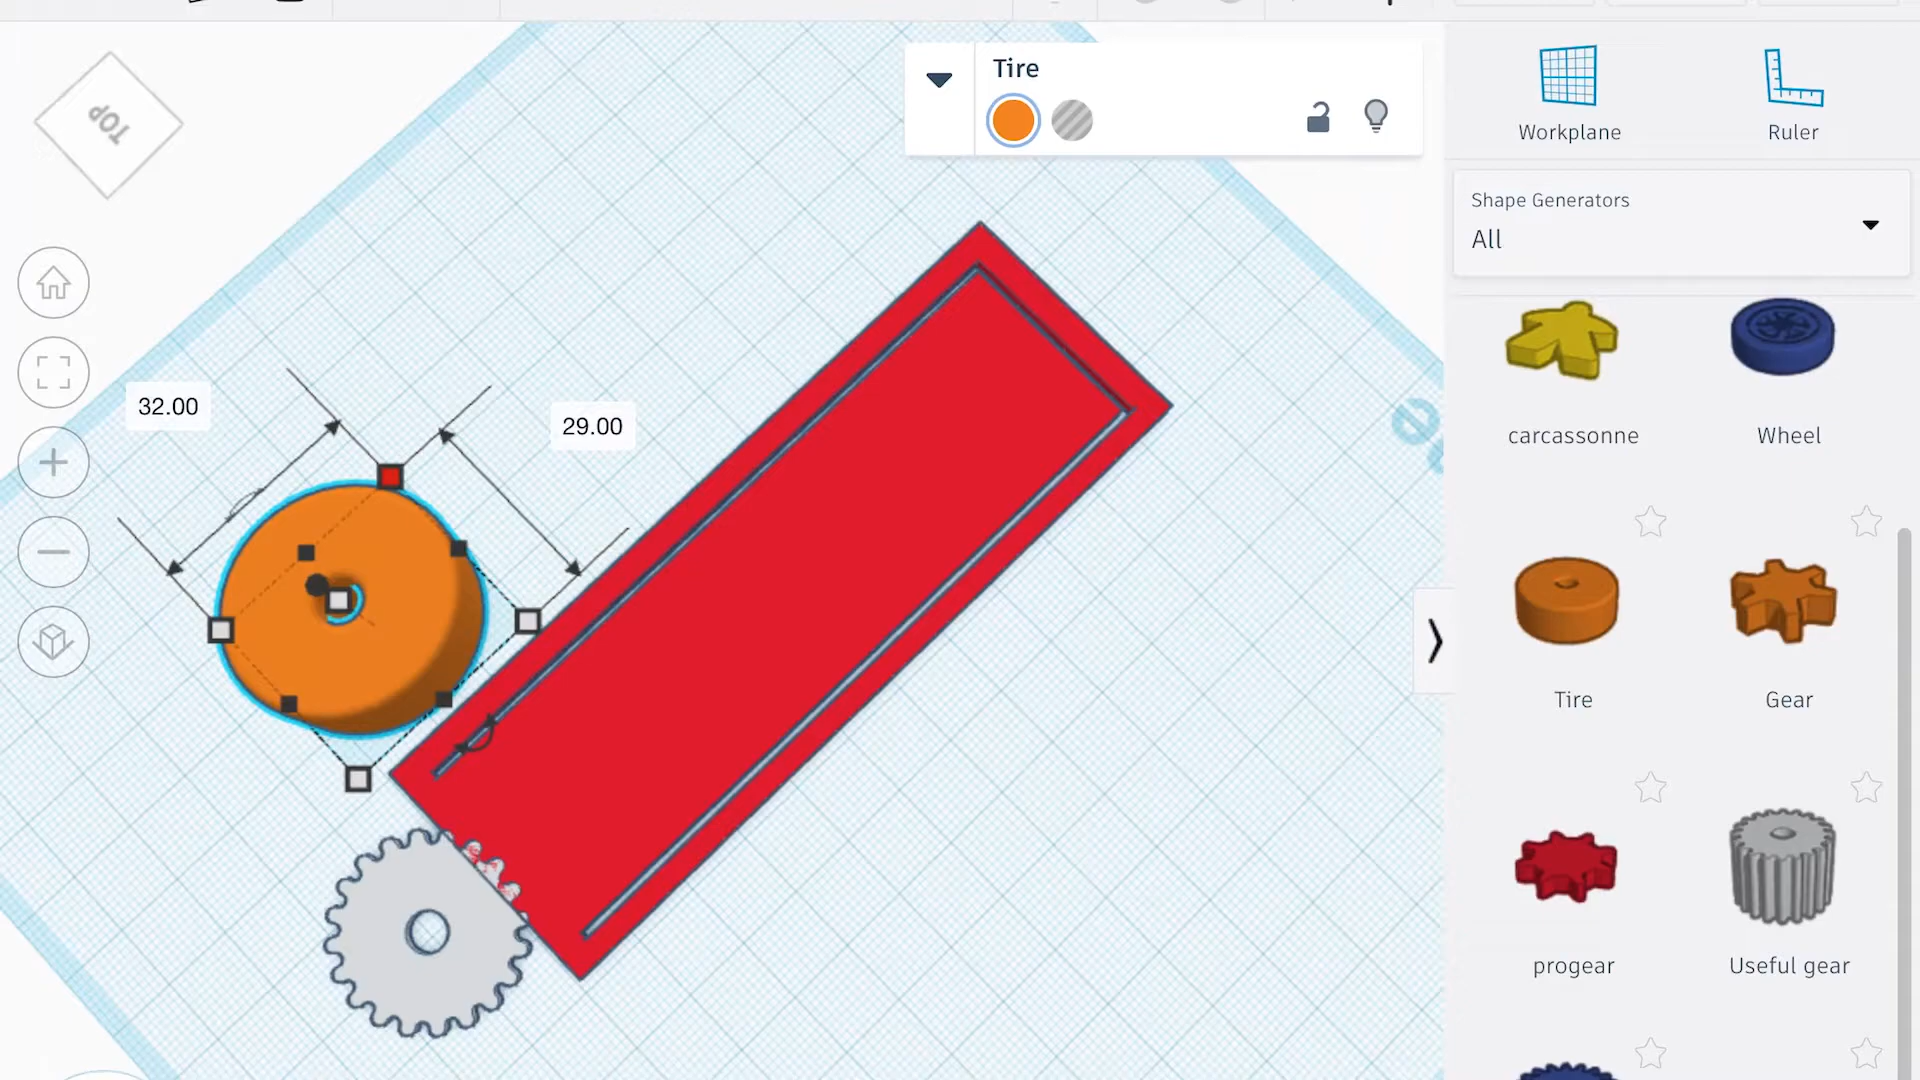 TOP
Tire
Workplane
Ruler
Shape Generators
All
32.00
29.00
carcassonne
Wheel
Tire
Gear
progear
Useful gear